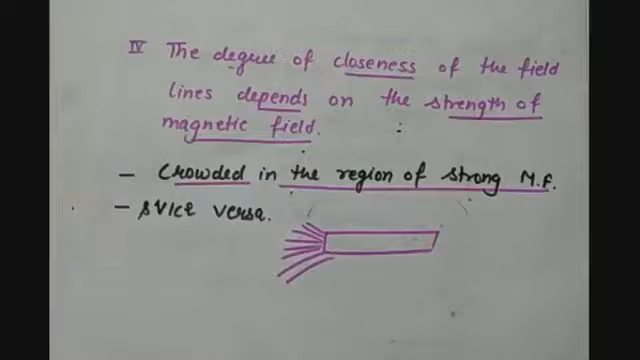 IV The degree of closeness of the field
lines depends on the strength of
magnetic field.
- Crowded in the region of strong M.F.
- & vice versa.